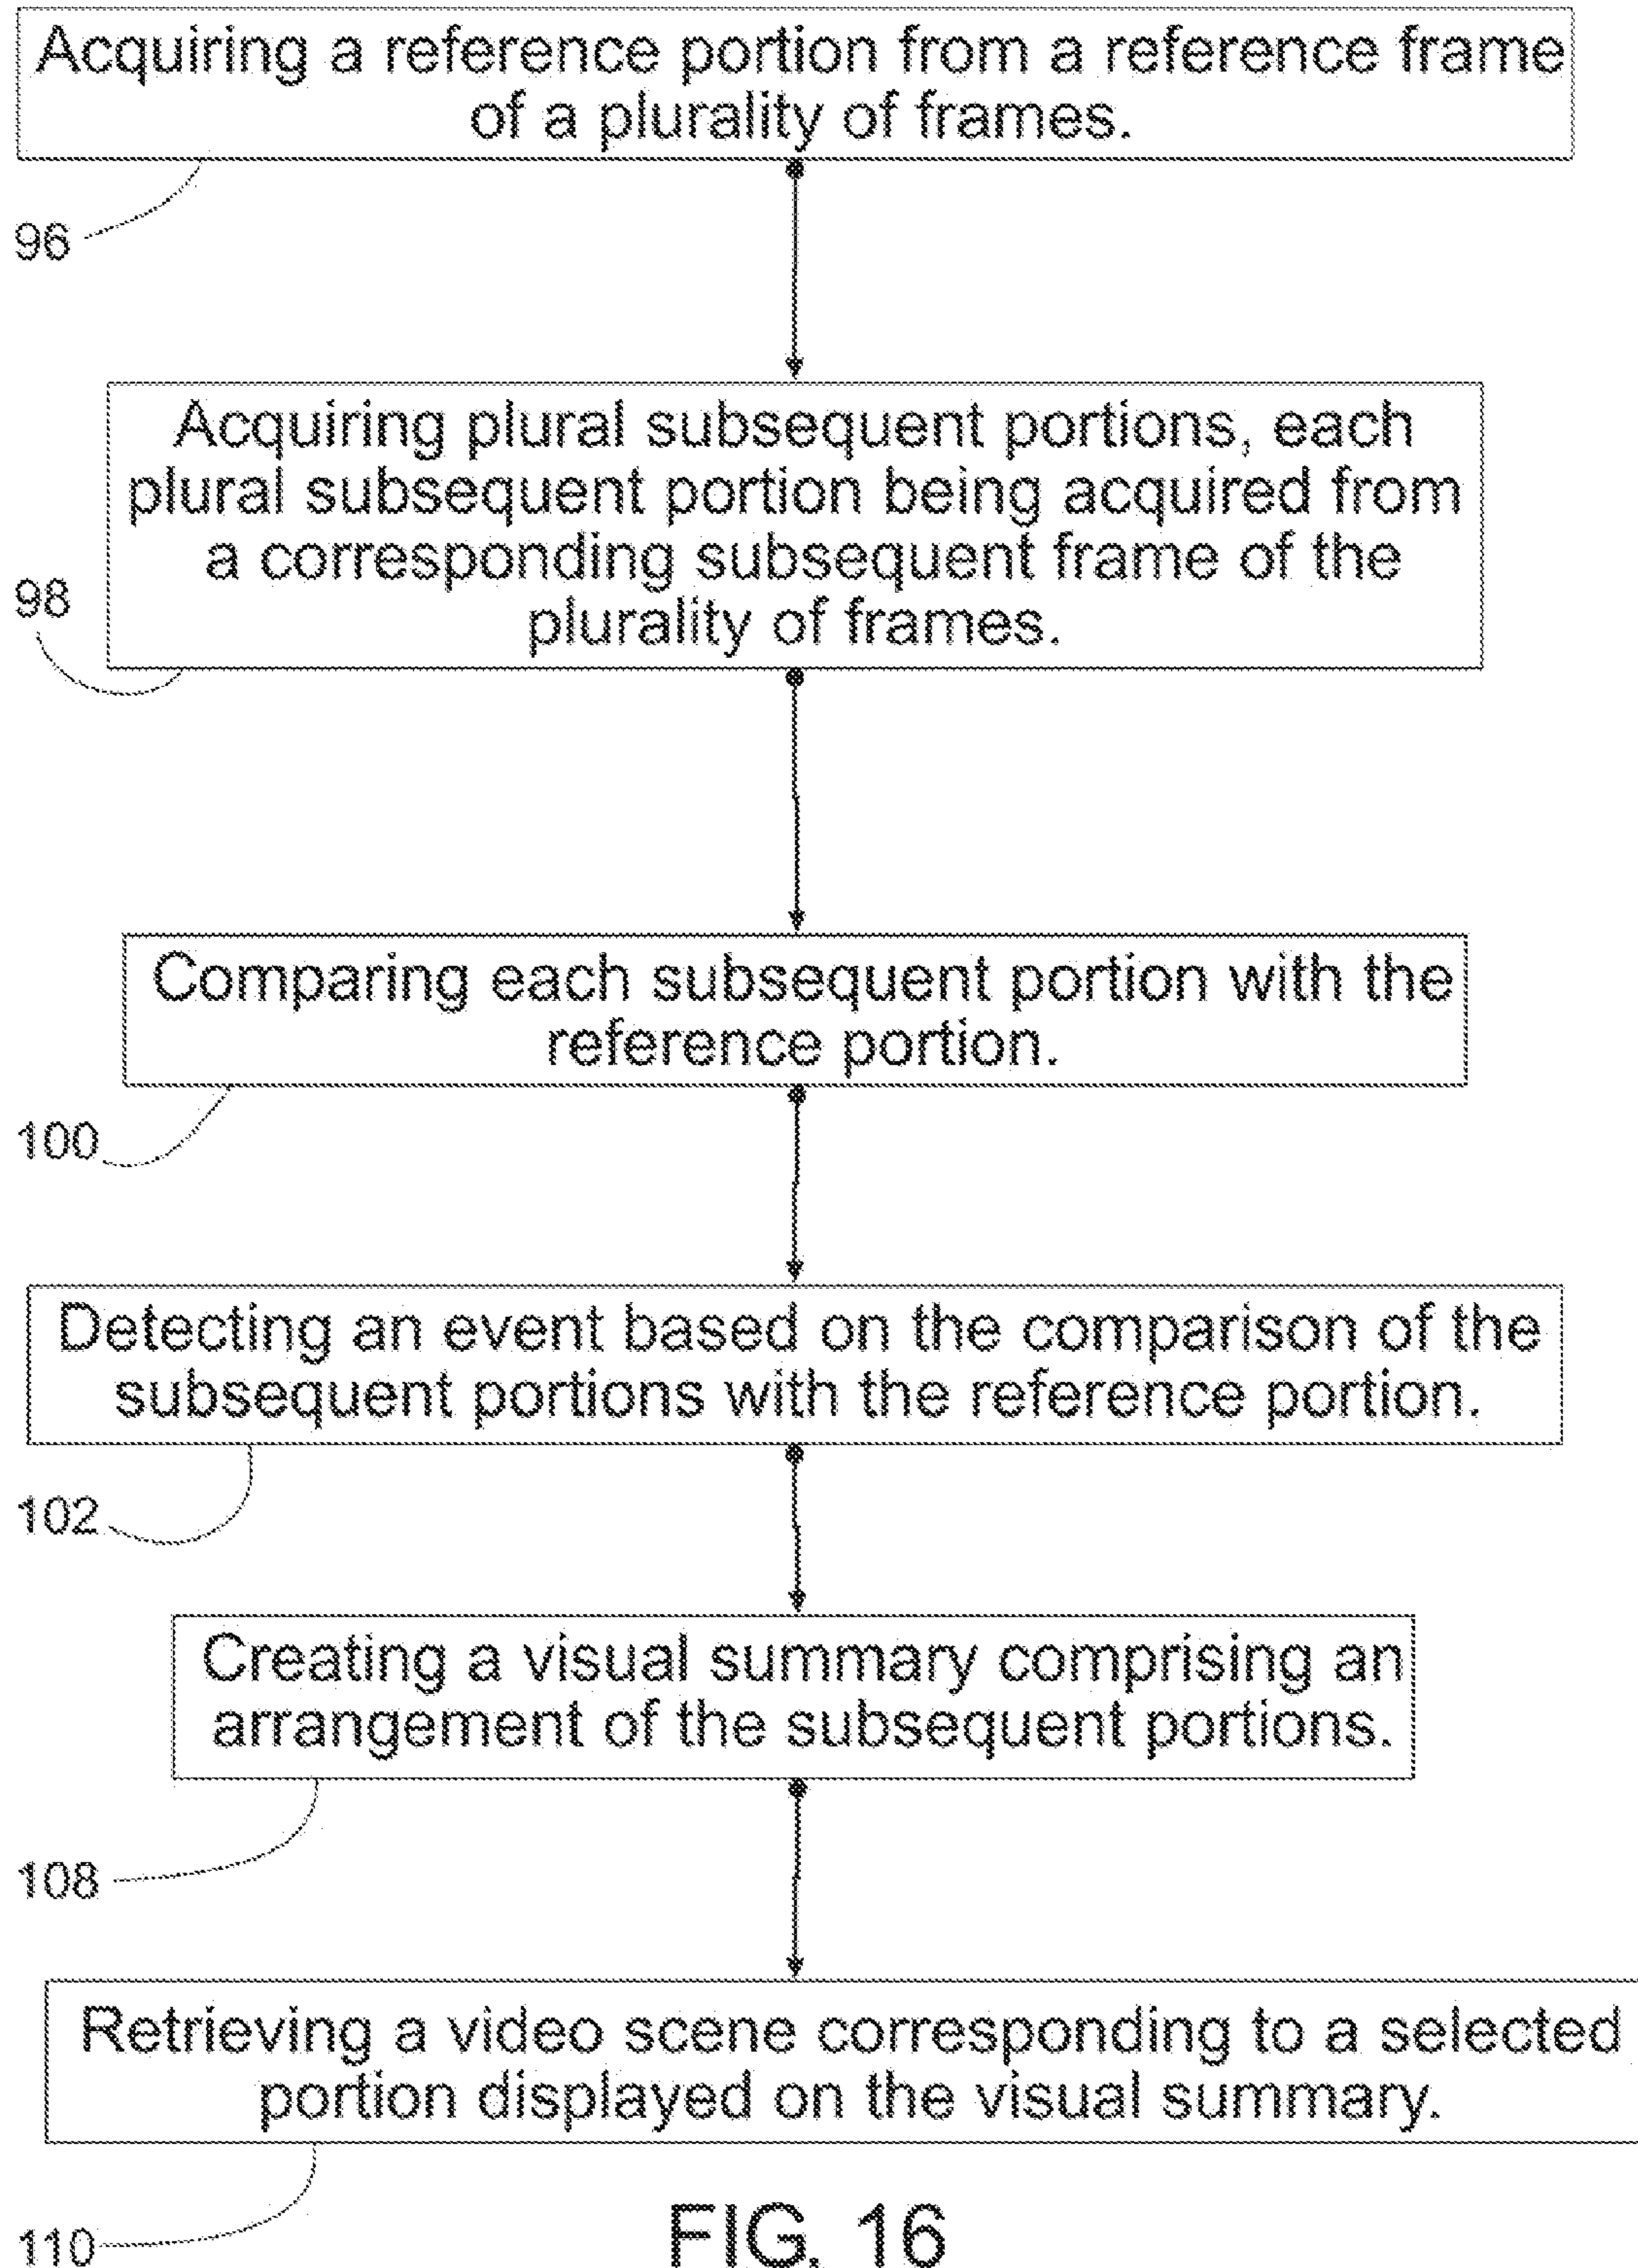 Acquiring a reference portion from a reference frame
of a plurality of frames.
96
Acquiring plural subsequent portions, each
plural subsequent portion being acquired from
a corresponding subsequent frame of the
plurality of frames.
98
Comparing each subsequent portion with the
reference portion.
100
Detecting an event based on the comparison of the
subsequent portions with the reference portion.
102
Creating a visual summary comprising an
arrangement of the subsequent portions.
108
Retrieving a video scene corresponding to a selected
portion displayed on the visual summary.
110
FIG. 16